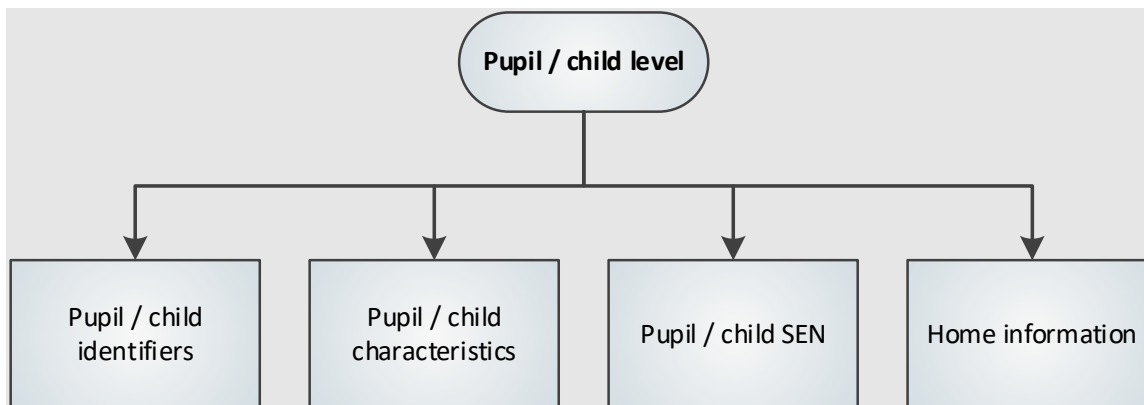 Pupil / child level
Pupil / child
identifiers
Pupil / child
characteristics
Pupil / child SEN
Home information